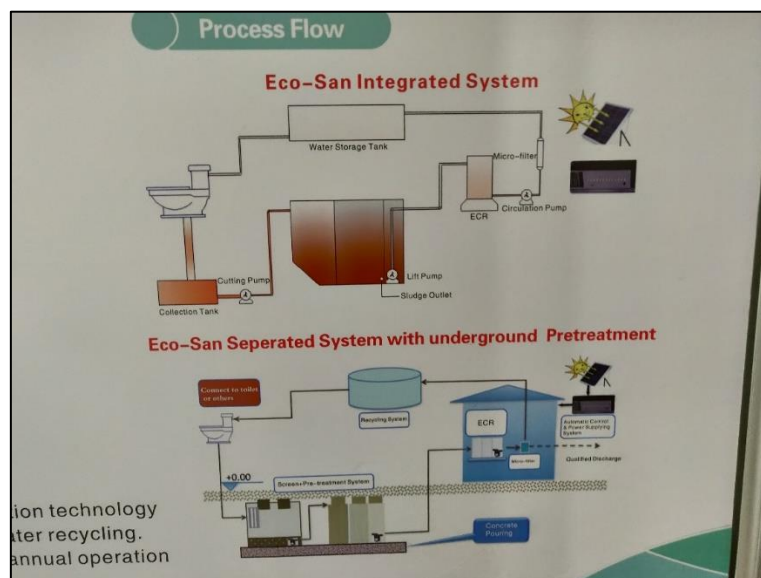 Process Flow
Eco-San Integrated System
Water Storage Tank
Micro-filter
ECR
Circulation Pump
Cutting Pump
Lift Pump
Sludge Outlet
Collection Tank
Eco-San Seperated System with underground Pretreatment
Connect to toilet
or others
Recycling System
ECR
Automatic Control
& Power Supplying
System
Micro-filter
Qualified Discharge
+0.00
Screen+Pre-treatment System
Concrete
Pouring
tion technology
ater recycling.
annual operation